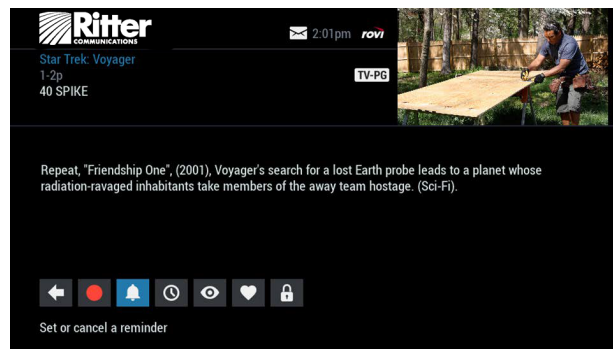 Ritter
COMMUNICATIONS
2:01pm rovi
Star Trek: Voyager
1-2p
TV-PG
40 SPIKE
Repeat, "Friendship One", (2001), Voyager's search for a lost Earth probe leads to a planet whose
radiation-ravaged inhabitants take members of the away team hostage. (Sci-Fi).
Set or cancel a reminder